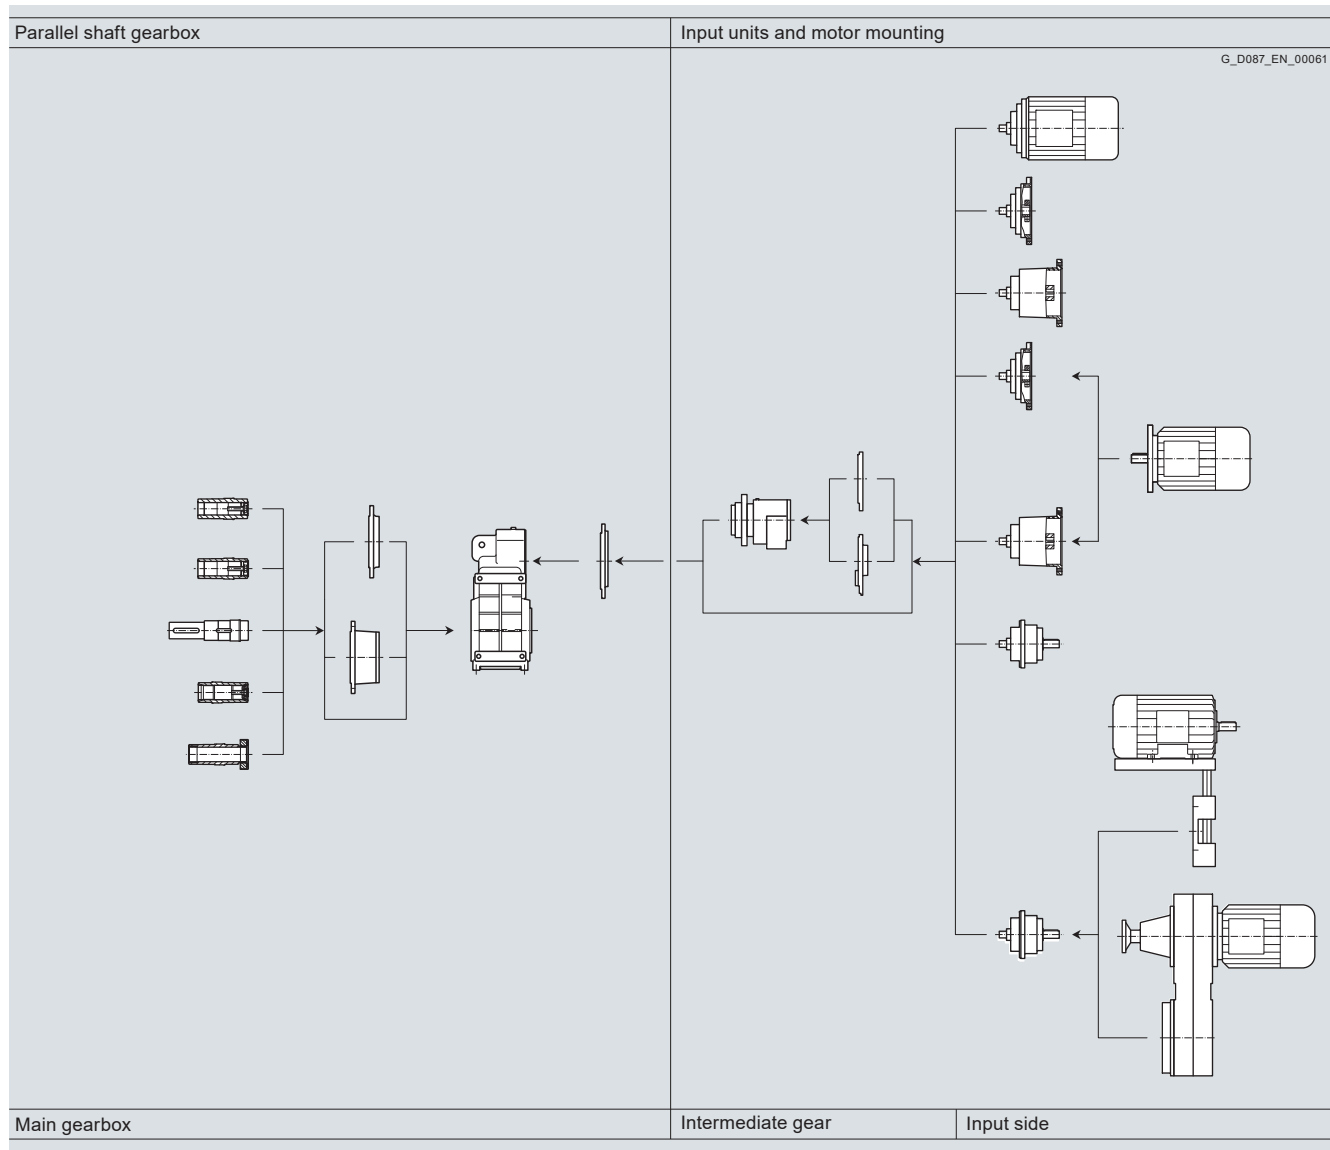 Parallel shaft gearbox
Input units and motor mounting
G_D087_EN_00061
Main gearbox
Intermediate gear
Input side